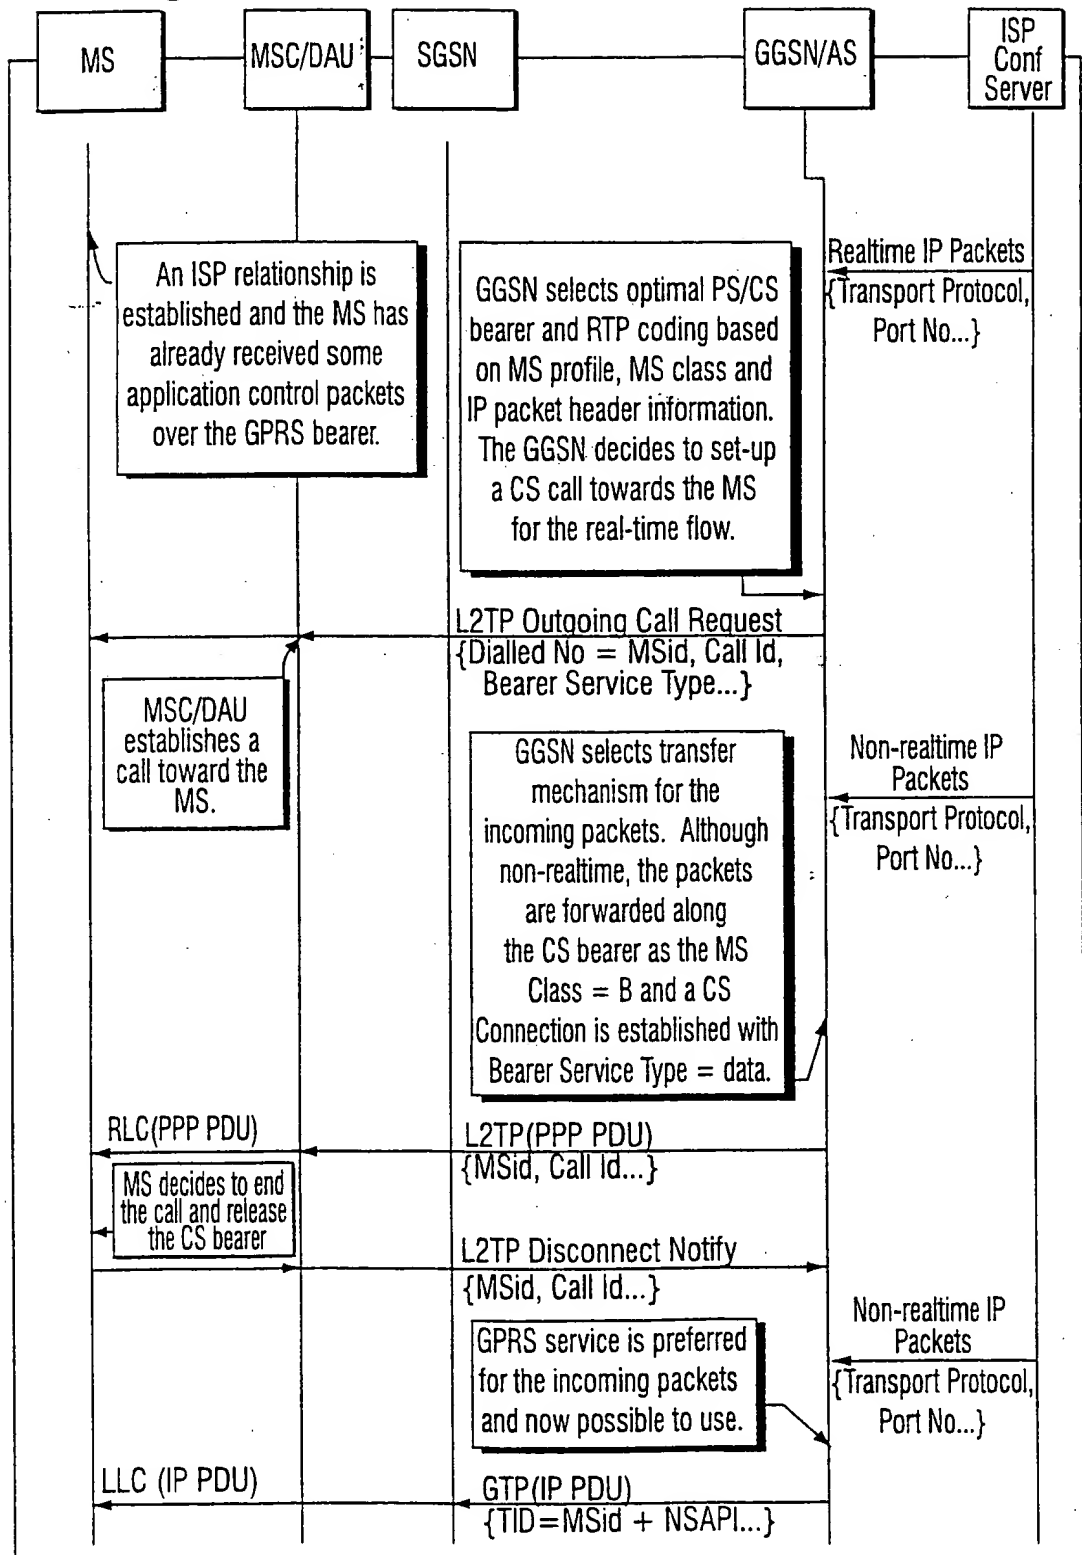 MS
MSC/DAU
SGSN
GGSN/AS
ISP
Conf
Server
An ISP relationship is
established and the MS has
already received some
application control packets
over the GPRS bearer.
GGSN selects optimal PS/CS
bearer and RTP coding based
on MS profile, MS class and
IP packet header information.
The GGSN decides to set-up
a CS call towards the MS
for the real-time flow.
Realtime IP Packets
{Transport Protocol,
Port No...}
L2TP Outgoing Call Request
{Dialled No = MSid, Call Id,
Bearer Service Type...}
MSC/DAU
establishes a
call toward the
MS.
GGSN selects transfer
mechanism for the
incoming packets. Although
non-realtime, the packets
are forwarded along
the CS bearer as the MS
Class = B and a CS
Connection is established with
Bearer Service Type = data.
Non-realtime IP
Packets
{Transport Protocol,
Port No...}
RLC(PPP PDU)
L2TP(PPP PDU)
{MSid, Call Id...}
MS decides to end
the call and release
the CS bearer
L2TP Disconnect Notify
{MSid, Call Id...}
GPRS service is preferred
for the incoming packets
and now possible to use.
Non-realtime IP
Packets
{Transport Protocol,
Port No...}
LLC (IP PDU)
GTP(IP PDU)
{TID=MSid + NSAPI...}